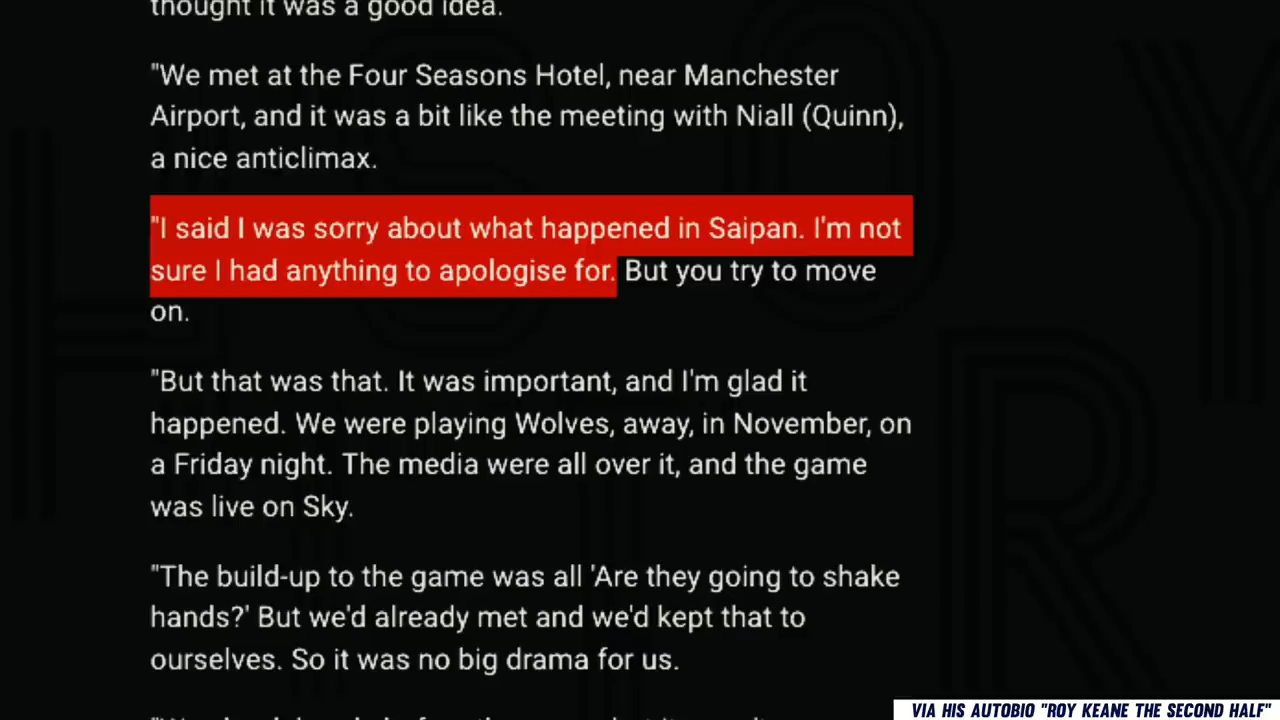 thought it was a good idea.
"We met at the Four Seasons Hotel, near Manchester
Airport, and it was a bit like the meeting with Niall (Quinn),
a nice anticlimax.
"I said I was sorry about what happened in Saipan. I'm not
sure I had anything to apologise for. But you try to move
on.
"But that was that. It was important, and I'm glad it
happened. We were playing Wolves, away, in November, on
a Friday night. The media were all over it, and the game
was live on Sky.
"The build-up to the game was all 'Are they going to shake
hands?' But we'd already met and we'd kept that to
ourselves. So it was no big drama for us.
VIA HIS AUTOBIO "ROY KEANE THE SECOND HALF"